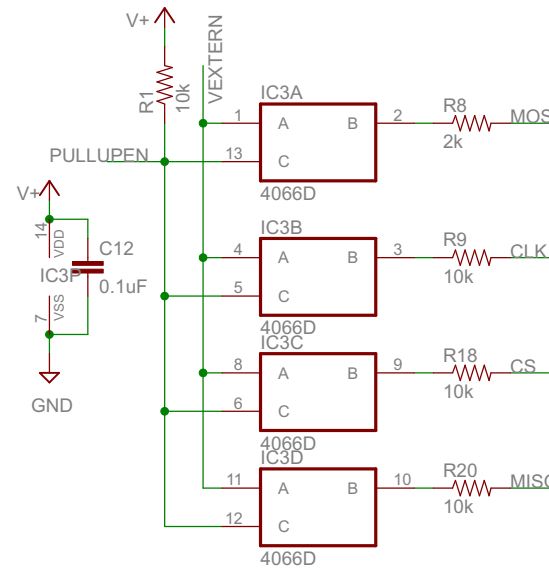 V+
VEXTERN
R1
10k
PULLUPEN
IC3A
1
A
B
2
13
C
4066D
R8
MOS
2k
V+
14
VDD
IC3P
C12
0.1uF
7
VSS
GND
IC3B
4
A
B
3
5
C
4066D
R9
CLK
10k
IC3C
8
A
B
9
6
C
4066D
R18
CS
10k
IC3D
11
A
B
10
12
C
4066D
R20
MISO
10k